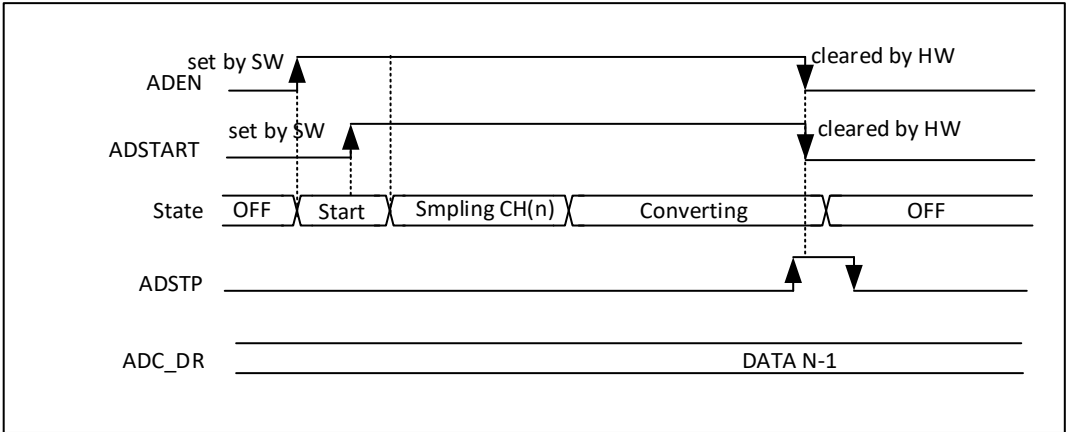 set by SW
cleared by HW
ADEN
set by SW
cleared by HW
ADSTART
State OFF Start Smpling CH(n) Converting OFF
ADSTP
ADC_DR DATA N-1